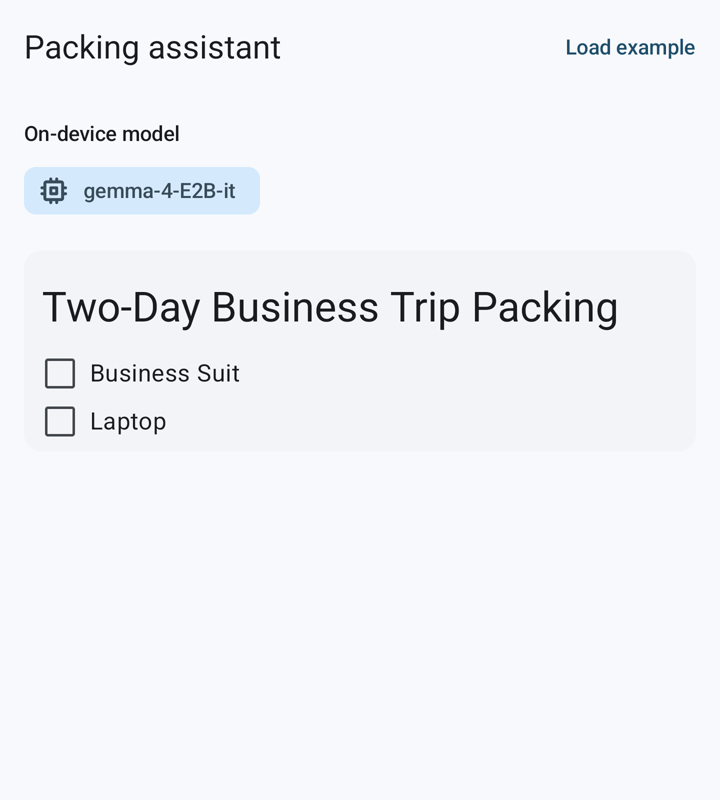 Packing assistant
Load example
On-device model
gemma-4-E2B-it
Two-Day Business Trip Packing
Business Suit
Laptop